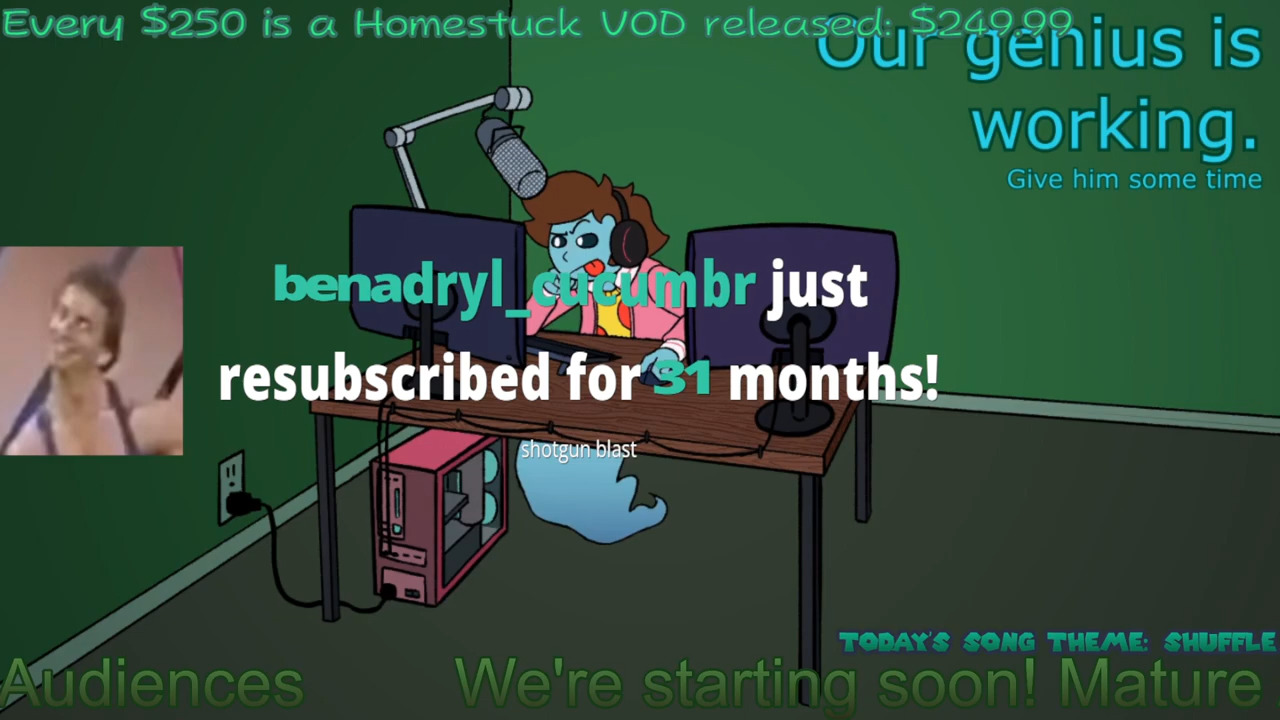 Every $250 is a Homestuck VOD released: $249.99
Our genius is
working.
Give him some time
benadryl_cucumbr just
resubscribed for 31 months!
shotgun blast
TODAY'S SONG THEME: SHUFFLE
Audiences We're starting soon! Mature